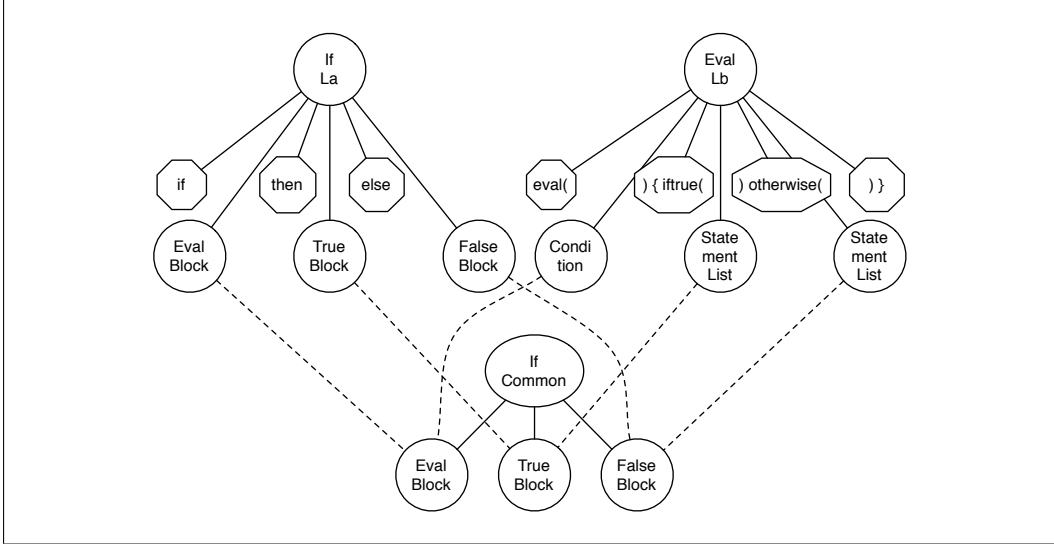 If
La
Eval
Lb
if
then
else
eval(
) { iftrue(
) otherwise(
) }
Eval
Block
True
Block
False
Block
Condi
tion
State
ment
List
State
ment
List
If
Common
Eval
Block
True
Block
False
Block